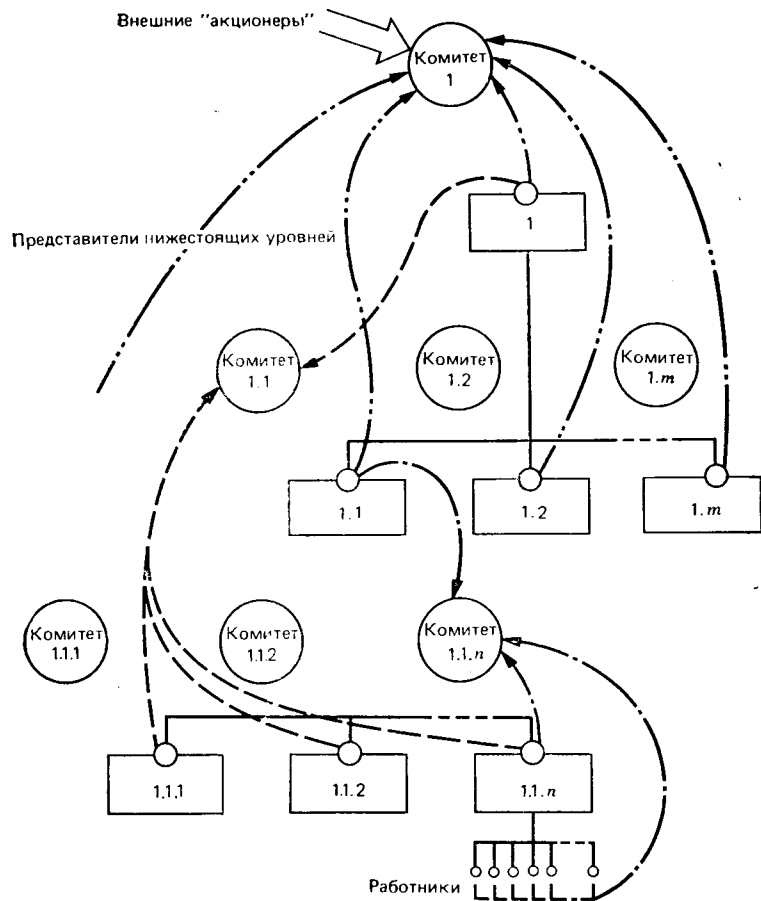 Внешние "акционеры"
Комитет
1
1
Представители нижестоящих уровней
Комитет
1.1
Комитет
1.2
Комитет
1.m
1.1
1.2
1.m
Комитет
1.1.1
Комитет
1.1.2
Комитет
1.1.n
1.1.1
1.1.2
1.1.n
Работники